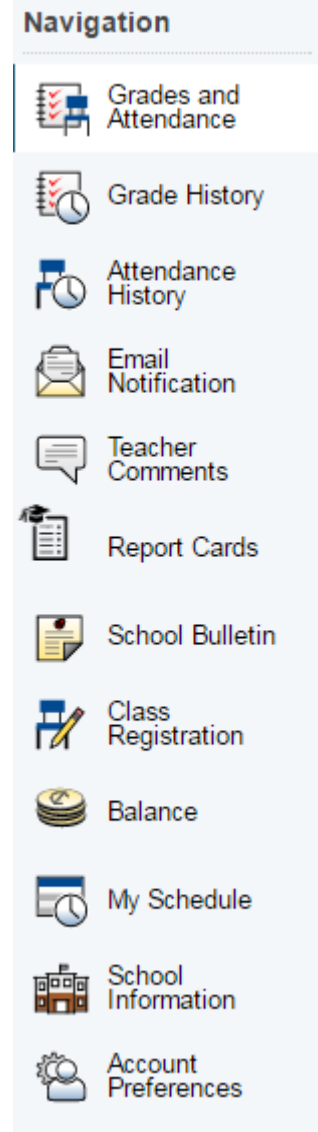 Navigation
Grades and
Attendance
Grade History
Attendance
History
Email
Notification
Teacher
Comments
Report Cards
School Bulletin
Class
Registration
Balance
My Schedule
School
Information
Account
Preferences